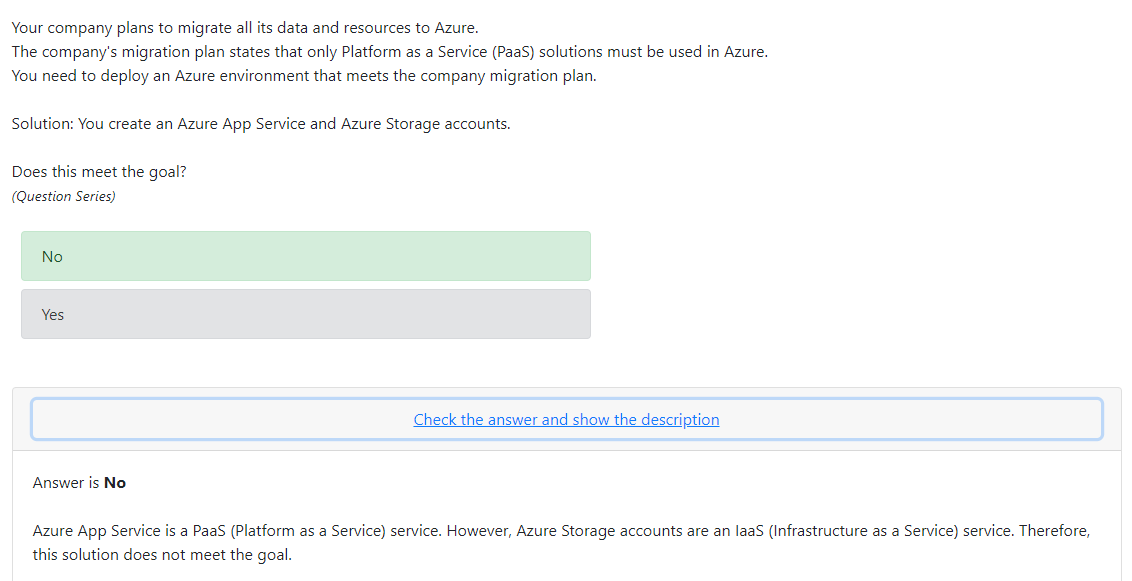 Your company plans to migrate all its data and resources to Azure.
The company's migration plan states that only Platform as a Service (PaaS) solutions must be used in Azure.
You need to deploy an Azure environment that meets the company migration plan.
Solution: You create an Azure App Service and Azure Storage accounts.
Does this meet the goal?
(Question Series)
No
Yes
Check the answer and show the description
Answer is No
Azure App Service is a PaaS (Platform as a Service) service. However, Azure Storage accounts are an IaaS (Infrastructure as a Service) service. Therefore,
this solution does not meet the goal.